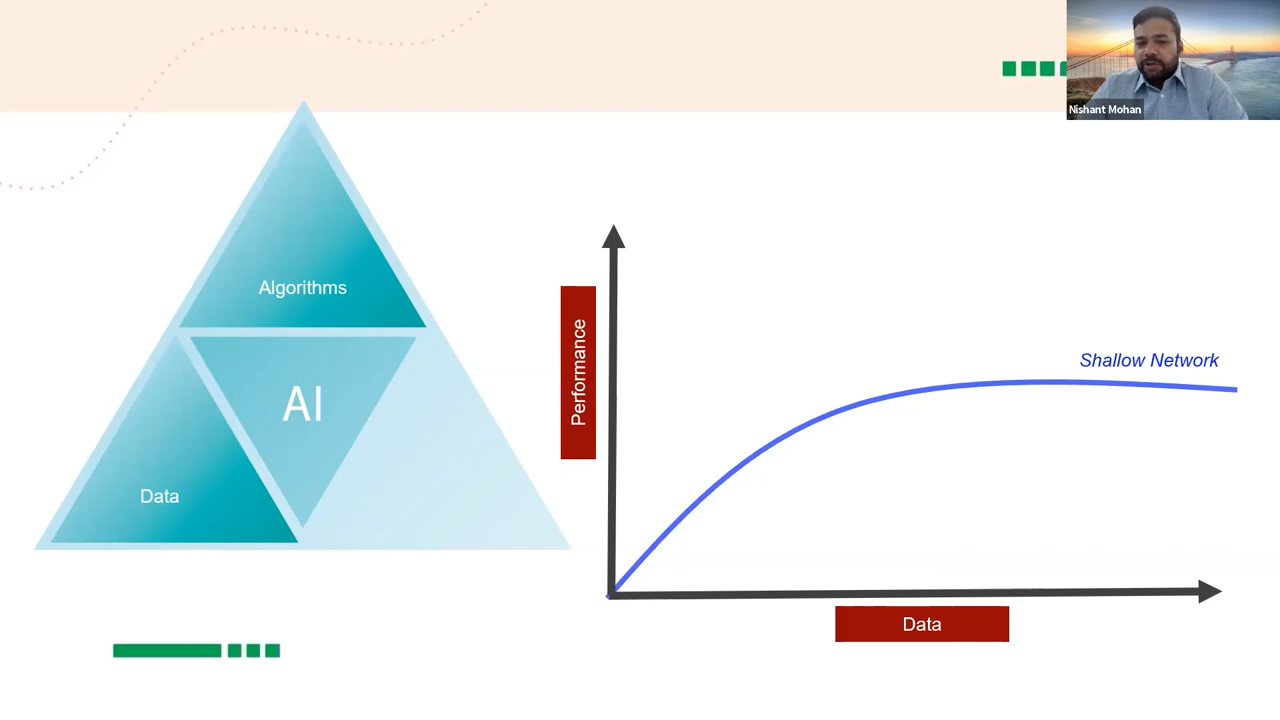 Nishant Mohan
Algorithms
AI
Data
Performance
Shallow Network
Data